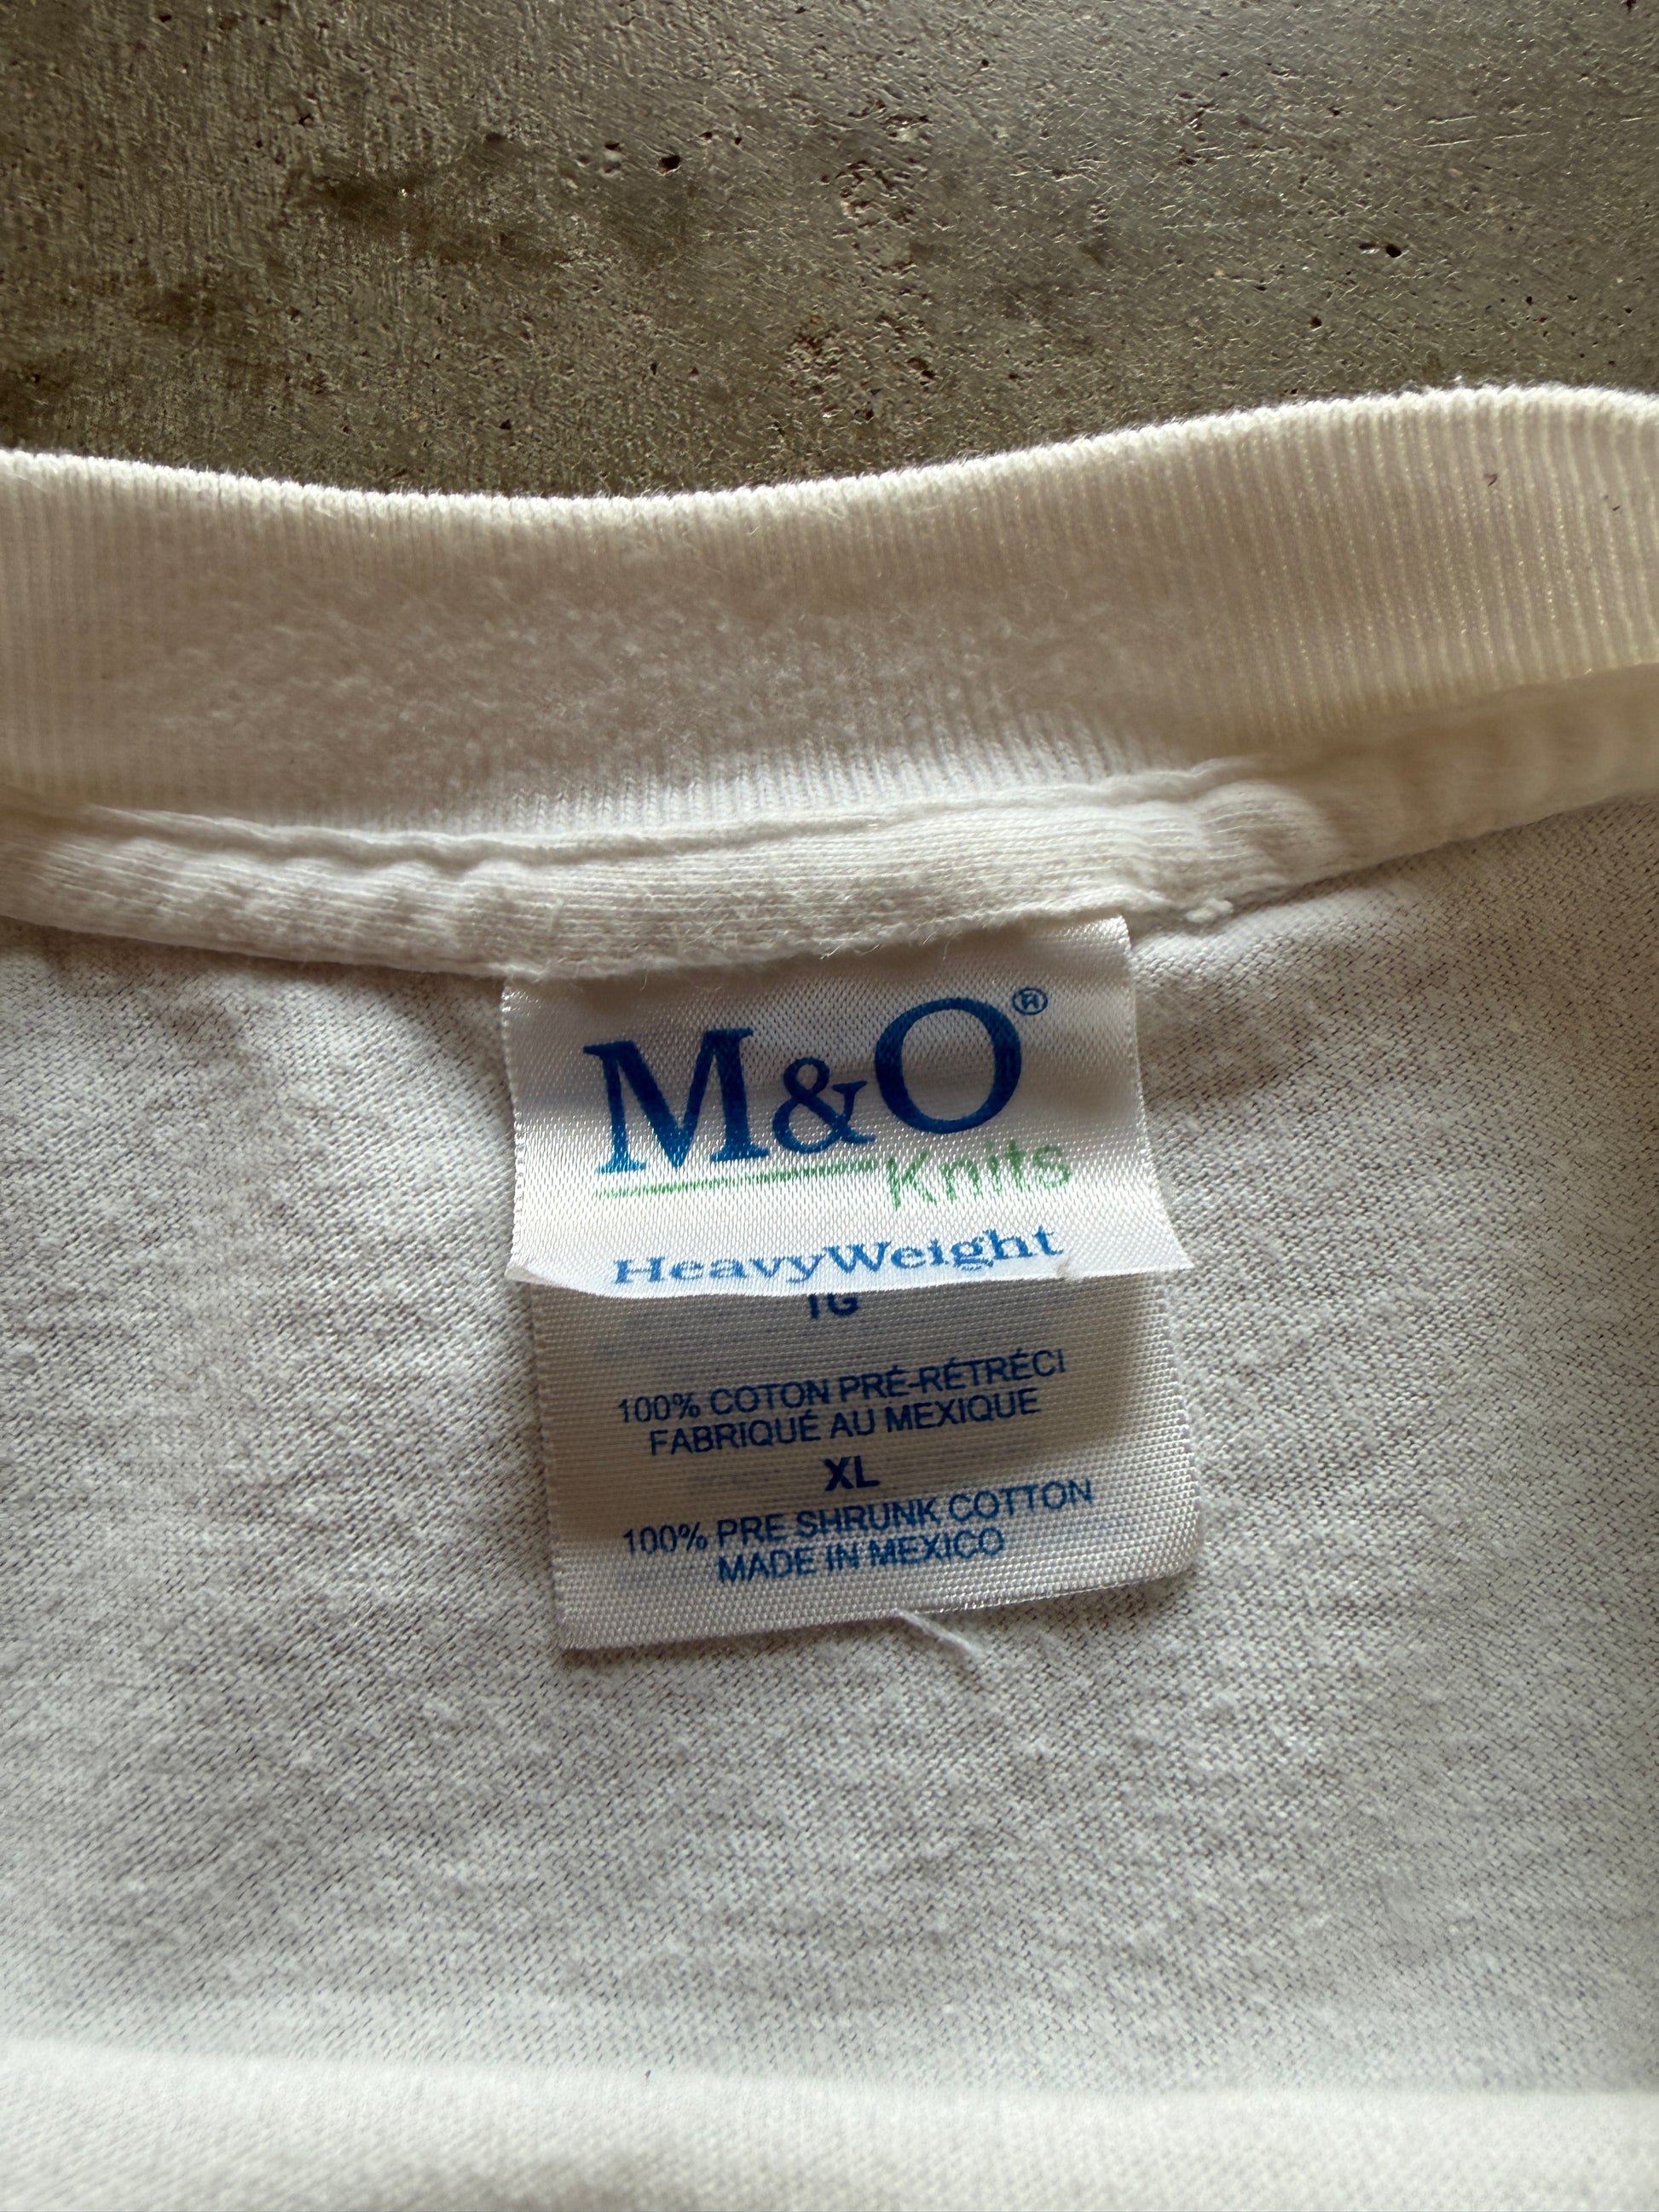 M&O®
Knits
HeavyWeight
TG
100% COTON PRÉ-RÉTRÉCI
FABRIQUÉ AU MEXIQUE
XL
100% PRE SHRUNK COTTON
MADE IN MEXICO